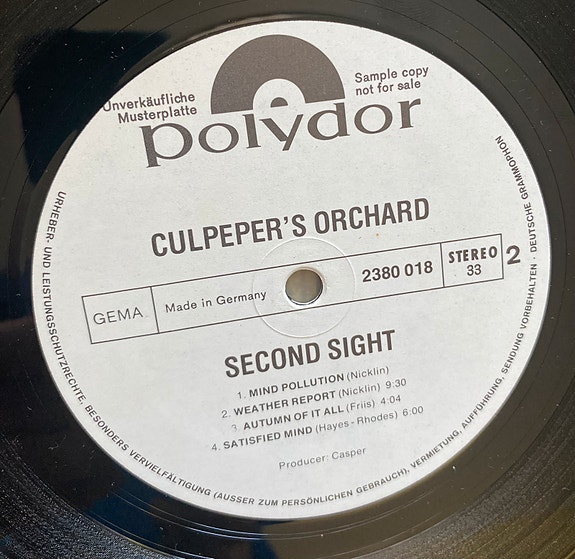 Unverkäufliche
Musterplatte
Sample copy
not for sale
polydor
CULPEPER'S ORCHARD
GEMA
Made in Germany
2380 018
STEREO
33
2
SECOND SIGHT
1. MIND POLLUTION (Nicklin)
2. WEATHER REPORT (Nicklin) 9:30
3. AUTUMN OF IT ALL (Friis) 4:04
4. SATISFIED MIND (Hayes - Rhodes) 6:00
Producer: Casper
URHEBER- UND LEISTUNGSSCHUTZRECHTE, BESONDERS VERVIELFÄLTIGUNG (AUSSER ZUM PERSÖNLICHEN GEBRAUCH), VERMIETUNG, AUFFÜHRUNG, SENDUNG VORBEHALTEN · DEUTSCHE GRAMMOPHON